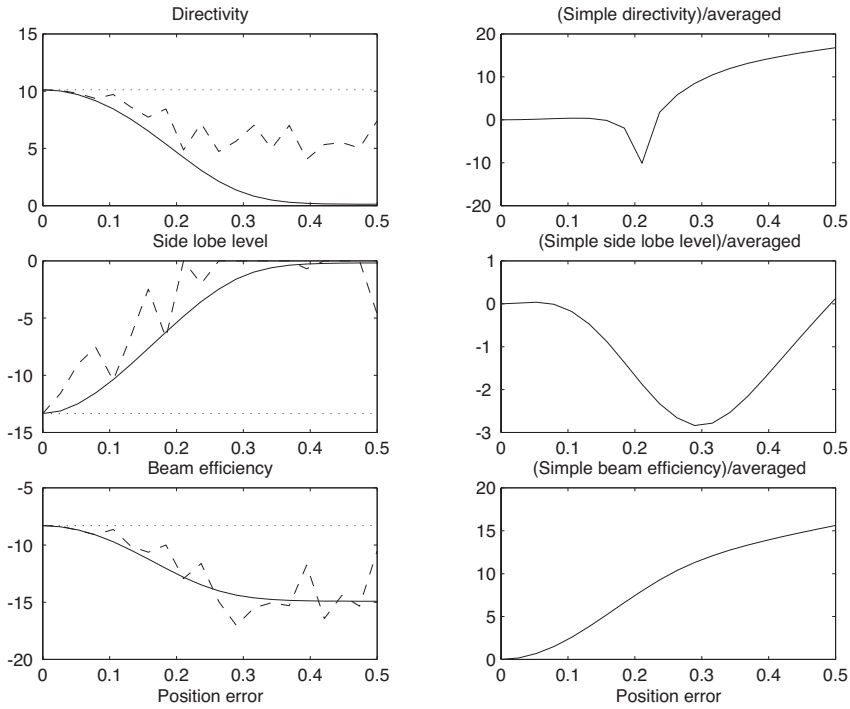 Directivity
15
10
5
0
0 0.1 0.2 0.3 0.4 0.5
(Simple directivity)/averaged
20
10
0
-10
-20
0 0.1 0.2 0.3 0.4 0.5
Side lobe level
0
-5
-10
-15
0 0.1 0.2 0.3 0.4 0.5
(Simple side lobe level)/averaged
1
0
-1
-2
-3
0 0.1 0.2 0.3 0.4 0.5
Beam efficiency
-5
-10
-15
-20
0 0.1 0.2 0.3 0.4 0.5
Position error
(Simple beam efficiency)/averaged
20
15
10
5
0
0 0.1 0.2 0.3 0.4 0.5
Position error